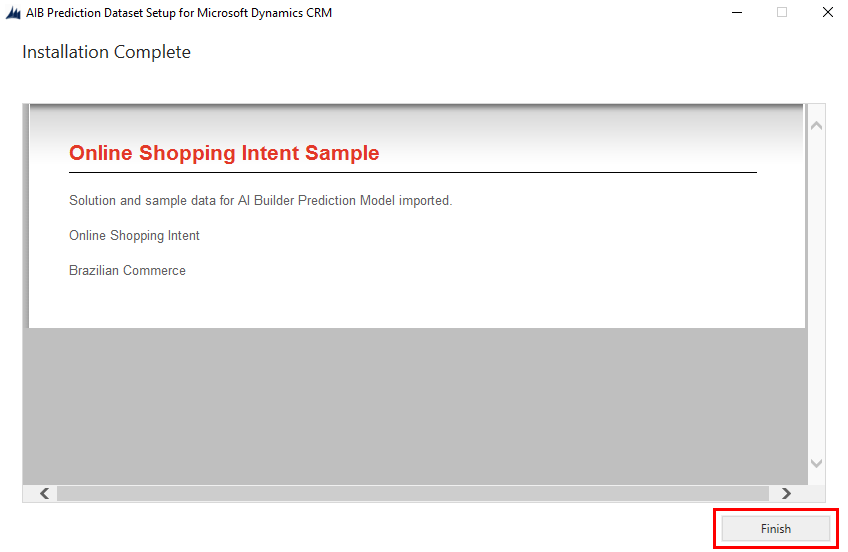 AIB Prediction Dataset Setup for Microsoft Dynamics CRM
Installation Complete
Online Shopping Intent Sample
Solution and sample data for AI Builder Prediction Model imported.
Online Shopping Intent
Brazilian Commerce
Finish